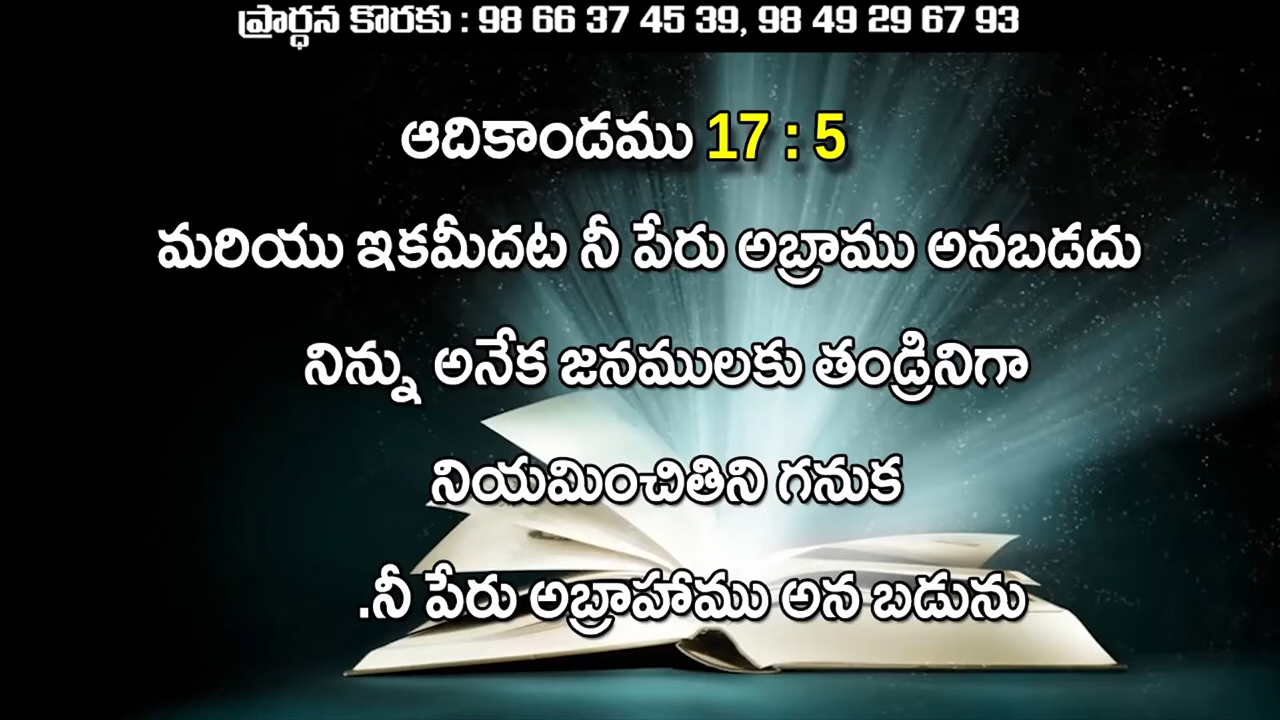 ప్రార్ధన కొరకు : 98 66 37 45 39, 98 49 29 67 93
ఆదికాండము 17 : 5
మరియు ఇకమీదట నీ పేరు అబ్రాము అనబడదు
నిన్ను అనేక జనములకు తండ్రినిగా
నియమించితిని గనుక
.నీ పేరు అబ్రాహాము అన బడును